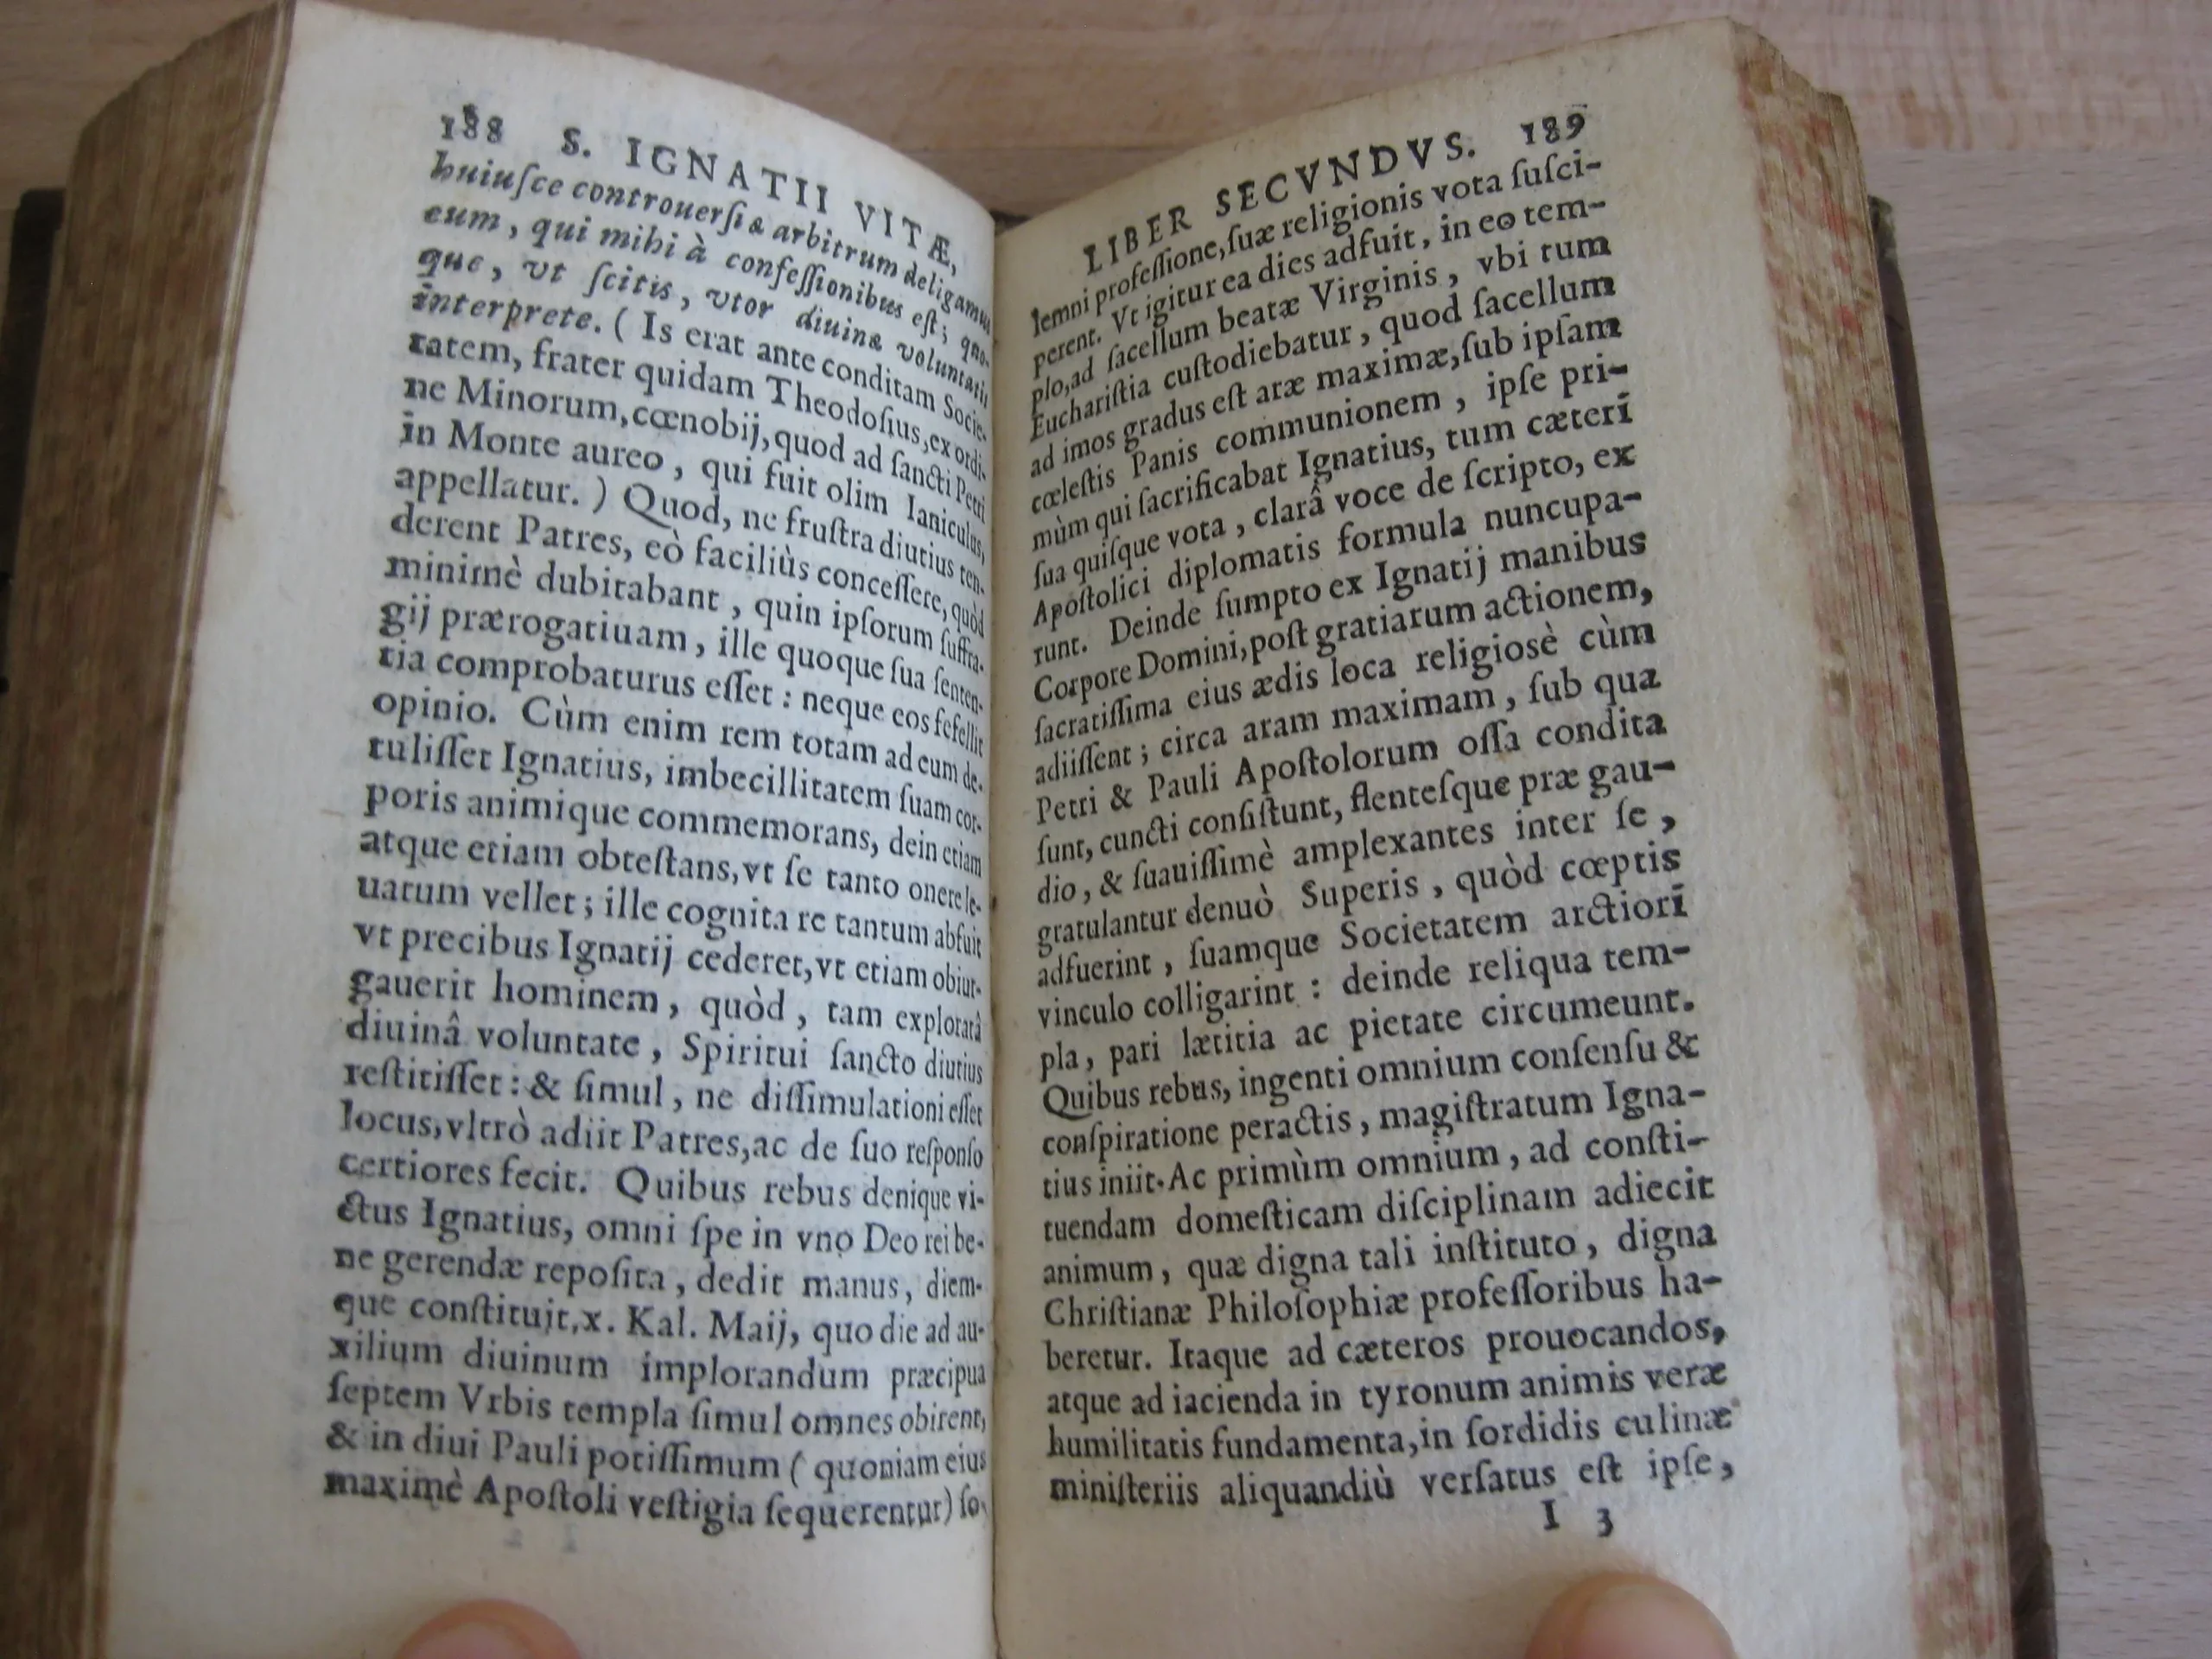 188 S. IGNATII VITÆ,
huiuſce controuerſiæ arbitrum deligamus
eum, qui mihi à confeſſionibus eſt; quo-
que, vt ſcitis, vtor diuinæ voluntatis
interprete. ( Is erat ante conditam Socie-
tatem, frater quidam Theodoſius, ex ordi-
ne Minorum, cœnobij, quod ad ſancti Petri
in Monte aureo, qui fuit olim Ianiculus,
appellatur. ) Quod, ne fruſtra diutius ten-
derent Patres, eò faciliùs conceſſere, quòd
minimè dubitabant, quin ipſorum ſuffra-
gij prærogatiuam, ille quoque ſua ſenten-
tia comprobaturus eſſet : neque eos fefellit
opinio. Cùm enim rem totam ad eum de-
tuliſſet Ignatius, imbecillitatem ſuam cor-
poris animique commemorans, dein etiam
atque etiam obteſtans, vt ſe tanto onere le-
uatum vellet; ille cognita re tantum abfuit
vt precibus Ignatij cederet, vt etiam obiur-
gauerit hominem, quòd, tam exploratâ
diuinâ voluntate, Spiritui ſancto diutius
reſtitiſſet : & ſimul, ne diſſimulationi eſſet
locus, vltrò adiit Patres, ac de ſuo reſponſo
certiores fecit. Quibus rebus denique vi-
ctus Ignatius, omni ſpe in vno Deo rei be-
ne gerendæ repoſita, dedit manus, diem-
que conſtituit, x. Kal. Maij, quo die ad au-
xilium diuinum implorandum præcipua
ſeptem Vrbis templa ſimul omnes obirent,
& in diui Pauli potiſſimum ( quoniam eius
maximè Apoſtoli veſtigia ſequerentur) ſo-
LIBER SECVNDVS. 189
lemni profeſſione, ſuæ religionis vota ſuſci-
perent. Vt igitur ea dies adfuit, in eo tem-
plo, ad ſacellum beatæ Virginis, vbi tum
Euchariſtia cuſtodiebatur, quod ſacellum
ad imos gradus eſt aræ maximæ, ſub ipſam
cœleſtis Panis communionem, ipſe pri-
mùm qui ſacrificabat Ignatius, tum cæteri
ſua quiſque vota, clarâ voce de ſcripto, ex
Apoſtolici diplomatis formula nuncupa-
runt. Deinde ſumpto ex Ignatij manibus
Corpore Domini, poſt gratiarum actionem,
ſacratiſſima eius ædis loca religiosè cùm
adiiſſent; circa aram maximam, ſub qua
Petri & Pauli Apoſtolorum oſſa condita
ſunt, cuncti conſiſtunt, flenteſque præ gau-
dio, & ſuauiſſimè amplexantes inter ſe,
gratulantur denuò Superis, quòd cœptis
adfuerint, ſuamque Societatem arctiori
vinculo colligarint : deinde reliqua tem-
pla, pari lætitia ac pietate circumeunt.
Quibus rebus, ingenti omnium conſenſu &
conſpiratione peractis, magiſtratum Igna-
tius iniit. Ac primùm omnium, ad conſti-
tuendam domeſticam diſciplinam adiecit
animum, quæ digna tali inſtituto, digna
Chriſtianæ Philoſophiæ profeſſoribus ha-
beretur. Itaque ad cæteros prouocandos,
atque ad iacienda in tyronum animis veræ
humilitatis fundamenta, in ſordidis culinæ
miniſteriis aliquandiù verſatus eſt ipſe,
I 3